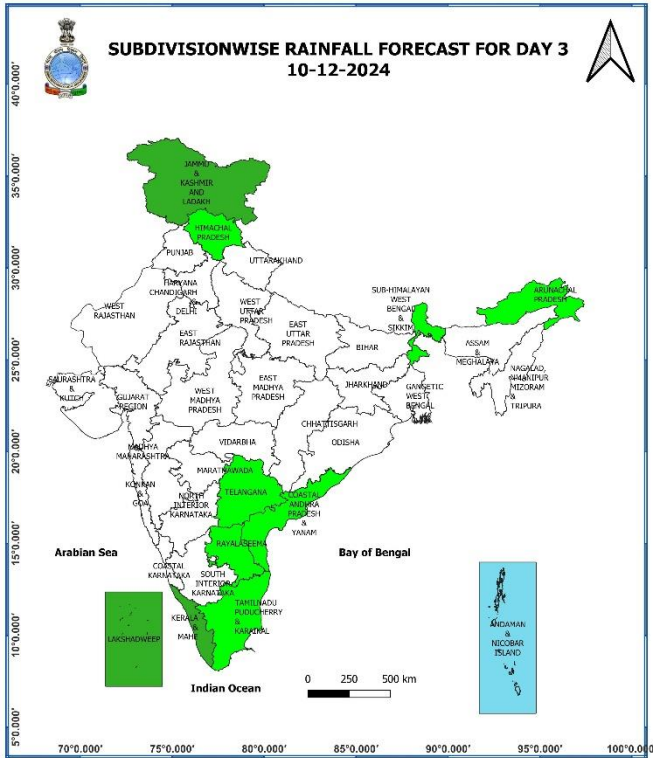 SUBDIVISIONWISE RAINFALL FORECAST FOR DAY 3
10-12-2024
40°0.000'
35°0.000'
30°0.000'
25°0.000'
20°0.000'
15°0.000'
10°0.000'
5°0.000'
JAMMU
&
KASHMIR
AND
LADAKH
HIMACHAL
PRADESH
PUNJAB
UTTARAKHAND
HARYANA
CHANDIGARH
&
DELHI
WEST
RAJASTHAN
WEST
UTTAR
PRADESH
EAST
RAJASTHAN
EAST
UTTAR
PRADESH
SUB-HIMALAYAN
WEST
BENGAL
&
SIKKIM
ARUNACHAL
PRADESH
BIHAR
ASSAM
&
MEGHALAYA
NAGALAD,
MANIPUR
MIZORAM
&
TRIPURA
SAURASHTRA
&
KUTCH
GUJARAT
REGION
WEST
MADHYA
PRADESH
EAST
MADHYA
PRADESH
JHARKHAND
GANGETIC
WEST
BENGAL
CHHATTISGARH
ODISHA
VIDARBHA
MADHYA
MAHARASHTRA
MARATHAWADA
KONKAN
&
GOA
NORTH
INTERIOR
KARNATAKA
TELANGANA
COASTAL
ANDHRA
PRADESH
&
YANAM
RAYALASEEMA
Arabian Sea
Bay of Bengal
COASTAL
KARNATAKA
SOUTH
INTERIOR
KARNATAKA
TAMILNADU
PUDUCHERRY
&
KARAIKAL
KERALA
&
MAHE
LAKSHADWEEP
ANDAMAN
&
NICOBAR
ISLAND
Indian Ocean
0 250 500 km
70°0.000' 75°0.000' 80°0.000' 85°0.000' 90°0.000' 95°0.000' 100°0.000'